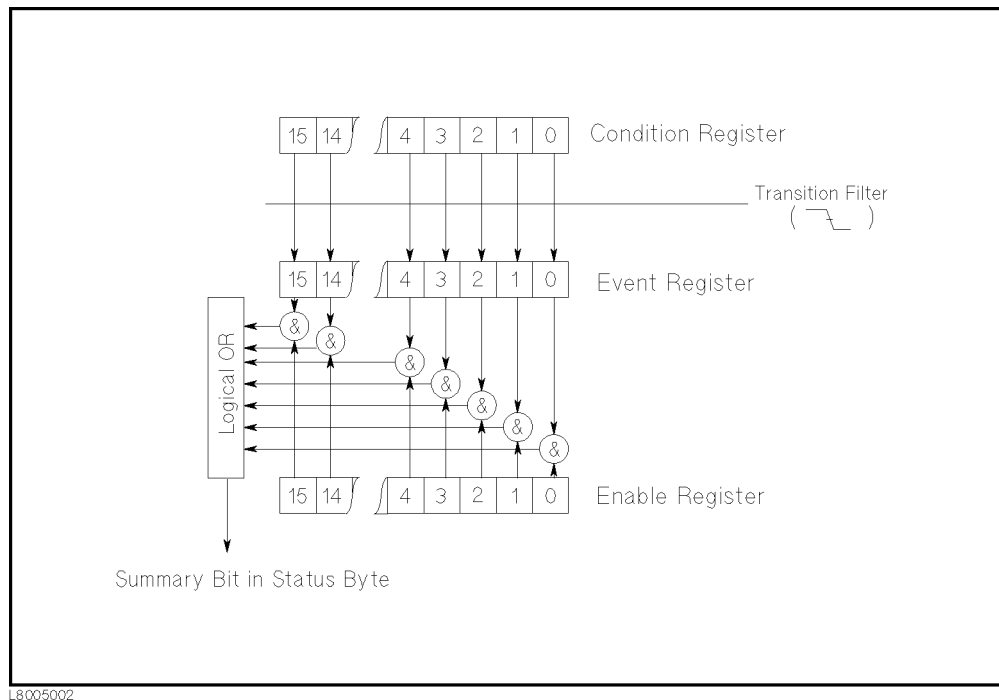 15 14 4 3 2 1 0 Condition Register
Transition Filter
( )
15 14 4 3 2 1 0 Event Register
& & & & & & &
Logical OR
15 14 4 3 2 1 0 Enable Register
Summary Bit in Status Byte
L8005002